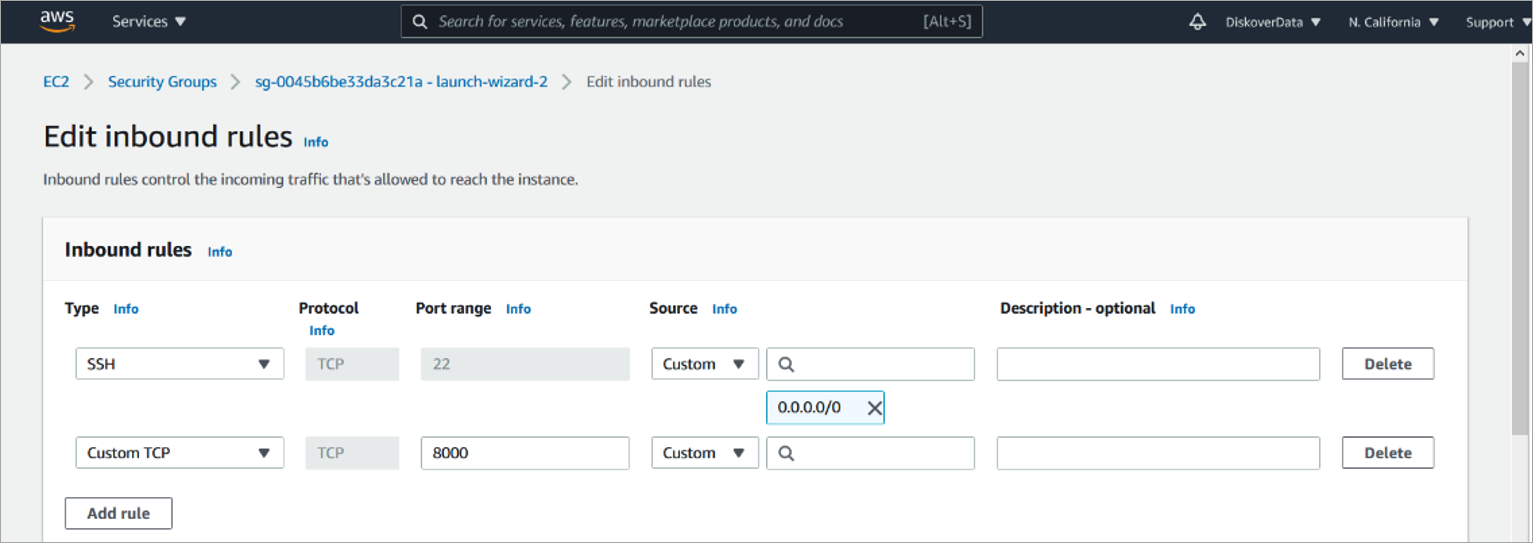 aws Services ▼ Search for services, features, marketplace products, and docs [Alt+S] DiskoverData ▼ N. California ▼ Support ▼
EC2 > Security Groups > sg-0045b6be33da3c21a - launch-wizard-2 > Edit inbound rules
Edit inbound rules Info
Inbound rules control the incoming traffic that's allowed to reach the instance.
Inbound rules Info
Type Info Protocol Info Port range Info Source Info Description - optional Info
SSH TCP 22 Custom Delete
0.0.0.0/0 X
Custom TCP TCP 8000 Custom Delete
Add rule